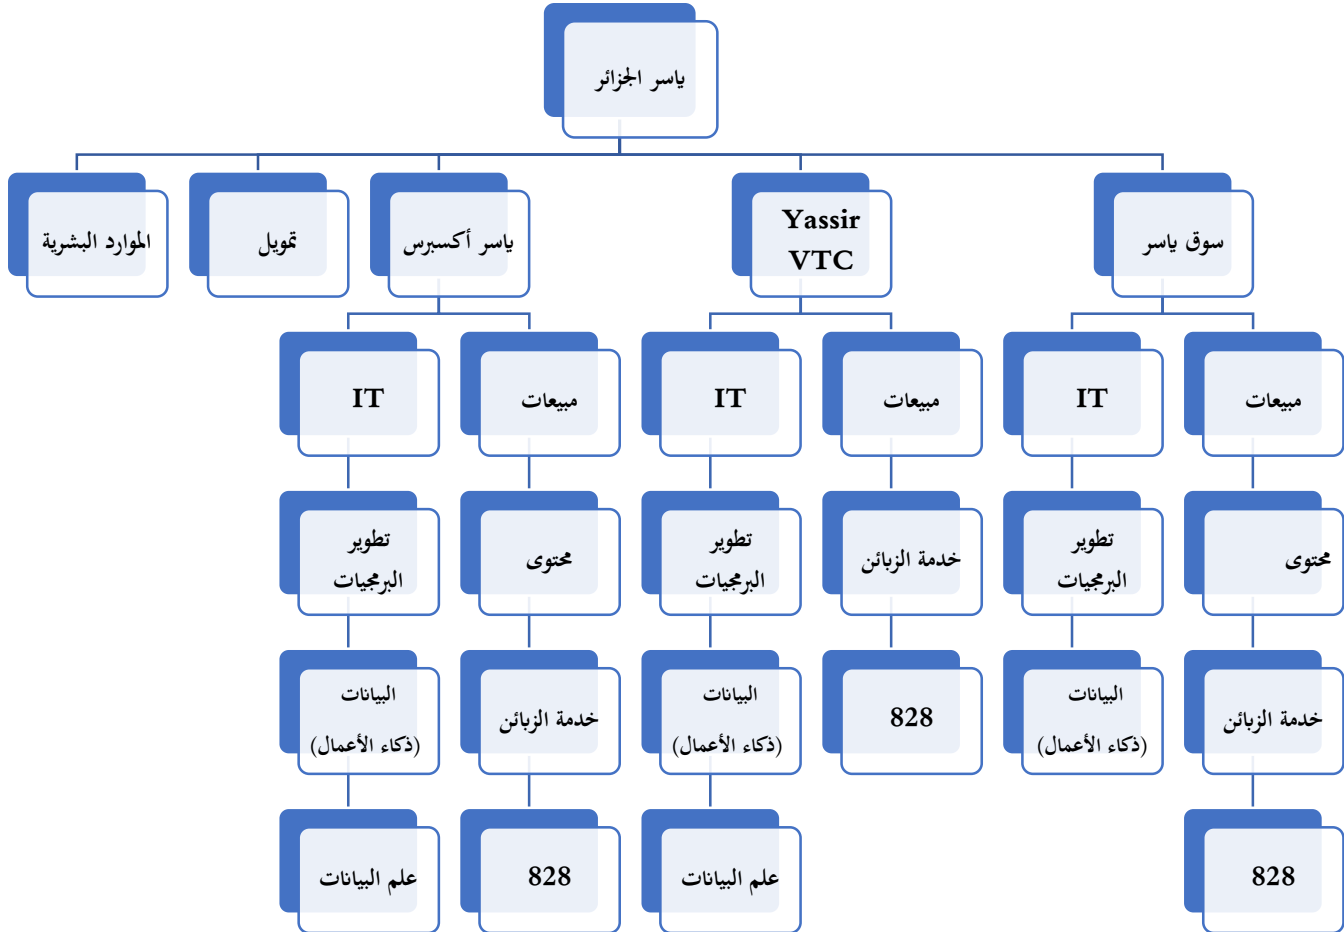 ياسر الجزائر
سوق ياسر
Yassir
VTC
ياسر أكسبرس
تمويل
الموارد البشرية
مبيعات
IT
مبيعات
IT
مبيعات
IT
محتوى
تطوير
البرمجيات
خدمة الزبائن
تطوير
البرمجيات
محتوى
تطوير
البرمجيات
خدمة الزبائن
البيانات
(ذكاء الأعمال)
828
البيانات
(ذكاء الأعمال)
خدمة الزبائن
البيانات
(ذكاء الأعمال)
828
علم البيانات
828
علم البيانات